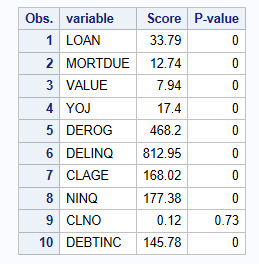 Obs. variable Score P-value
1 LOAN 33.79 0
2 MORTDUE 12.74 0
3 VALUE 7.94 0
4 YOJ 17.4 0
5 DEROG 468.2 0
6 DELINQ 812.95 0
7 CLAGE 168.02 0
8 NINQ 177.38 0
9 CLNO 0.12 0.73
10 DEBTINC 145.78 0